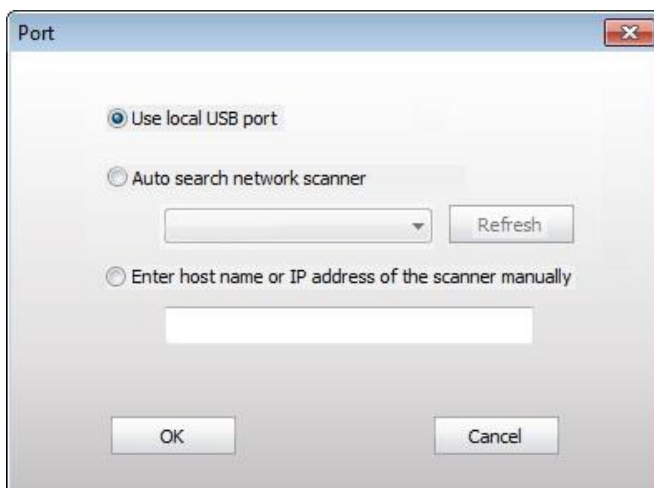 Port
Use local USB port
Auto search network scanner
Refresh
Enter host name or IP address of the scanner manually
OK
Cancel